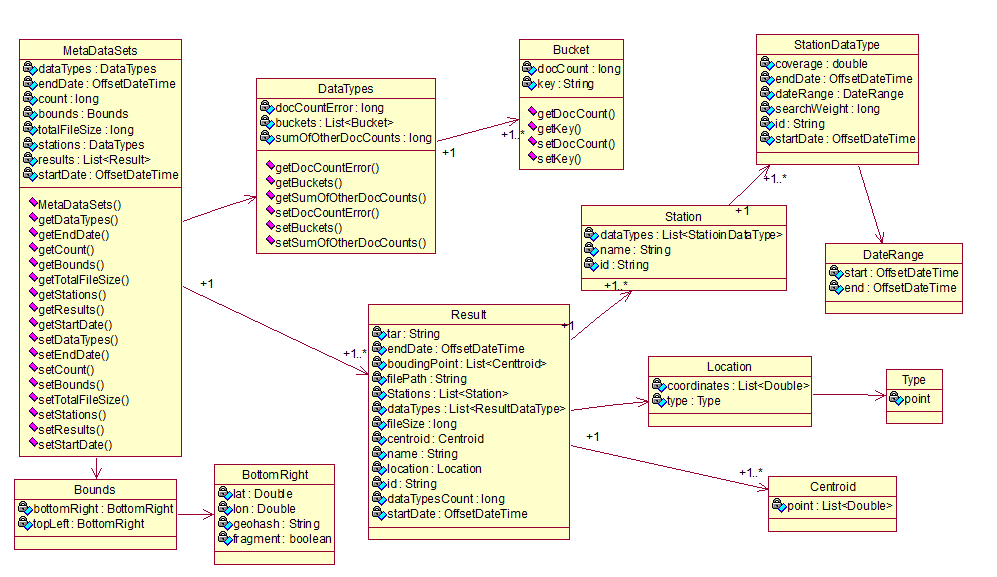 MetaDataSets
dataTypes : DataTypes
endDate : OffsetDateTime
count : long
bounds : Bounds
totalFileSize : long
stations : DataTypes
results : List<Result>
startDate : OffsetDateTime
MetaDataSets()
getDataTypes()
getEndDate()
getCount()
getBounds()
getTotalFileSize()
getStations()
getResults()
getStartDate()
setDataTypes()
setEndDate()
setCount()
setBounds()
setTotalFileSize()
setStations()
setResults()
setStartDate()
DataTypes
docCountError : long
buckets : List<Bucket>
sumOfOtherDocCounts : long
getDocCountError()
getBuckets()
getSumOfOtherDocCounts()
setDocCountError()
setBuckets()
setSumOfOtherDocCounts()
+1
+1..*
Bucket
docCount : long
key : String
getDocCount()
getKey()
setDocCount()
setKey()
StationDataType
coverage : double
endDate : OffsetDateTime
dateRange : DateRange
searchWeight : long
id : String
startDate : OffsetDateTime
+1..*
+1
Station
dataTypes : List<StatioinDataType>
name : String
id : String
+1..*
+1
DateRange
start : OffsetDateTime
end : OffsetDateTime
+1
+1..*
Result
tar : String
endDate : OffsetDateTime
boudingPoint : List<Centtroid>
filePath : String
Stations : List<Station>
dataTypes : List<ResultDataType>
fileSize : long
centroid : Centroid
name : String
location : Location
id : String
dataTypesCount : long
startDate : OffsetDateTime
Location
coordinates : List<Double>
type : Type
Type
point
+1
+1..*
Centroid
point : List<Double>
Bounds
bottomRight : BottomRight
topLeft : BottomRight
BottomRight
lat : Double
lon : Double
geohash : String
fragment : boolean